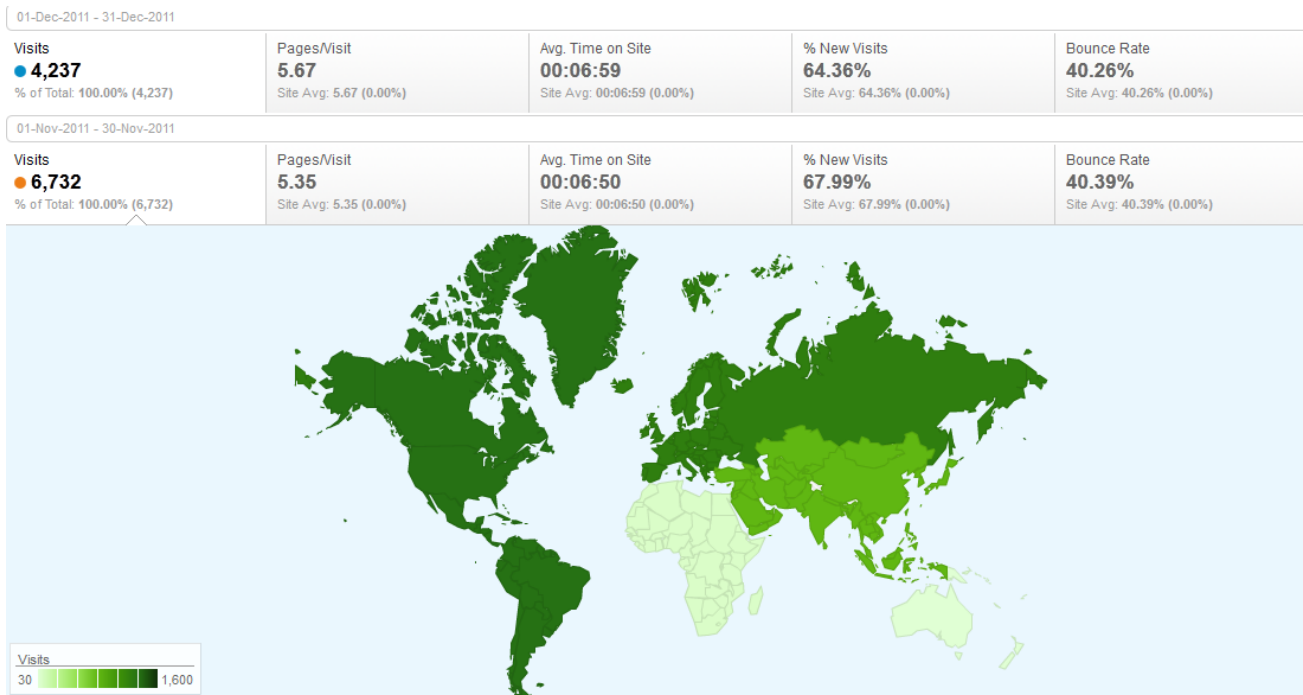 01-Dec-2011 - 31-Dec-2011
Visits Pages/Visit Avg. Time on Site % New Visits Bounce Rate
4,237 5.67 00:06:59 64.36% 40.26%
% of Total: 100.00% (4,237) Site Avg: 5.67 (0.00%) Site Avg: 00:06:59 (0.00%) Site Avg: 64.36% (0.00%) Site Avg: 40.26% (0.00%)
01-Nov-2011 - 30-Nov-2011
Visits Pages/Visit Avg. Time on Site % New Visits Bounce Rate
6,732 5.35 00:06:50 67.99% 40.39%
% of Total: 100.00% (6,732) Site Avg: 5.35 (0.00%) Site Avg: 00:06:50 (0.00%) Site Avg: 67.99% (0.00%) Site Avg: 40.39% (0.00%)
Visits
30 1,600